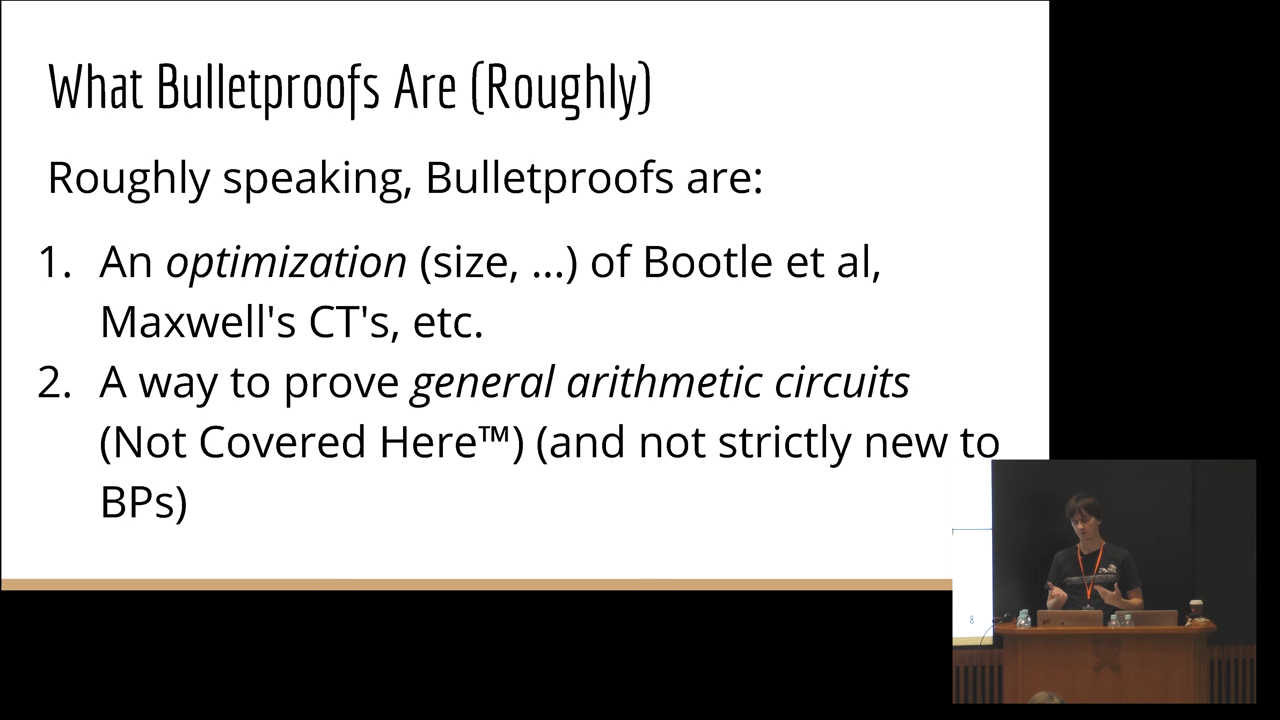 What Bulletproofs Are (Roughly)
Roughly speaking, Bulletproofs are:
1. An optimization (size, ...) of Bootle et al,
Maxwell's CT's, etc.
2. A way to prove general arithmetic circuits
(Not Covered Here™) (and not strictly new to
BPs)
8